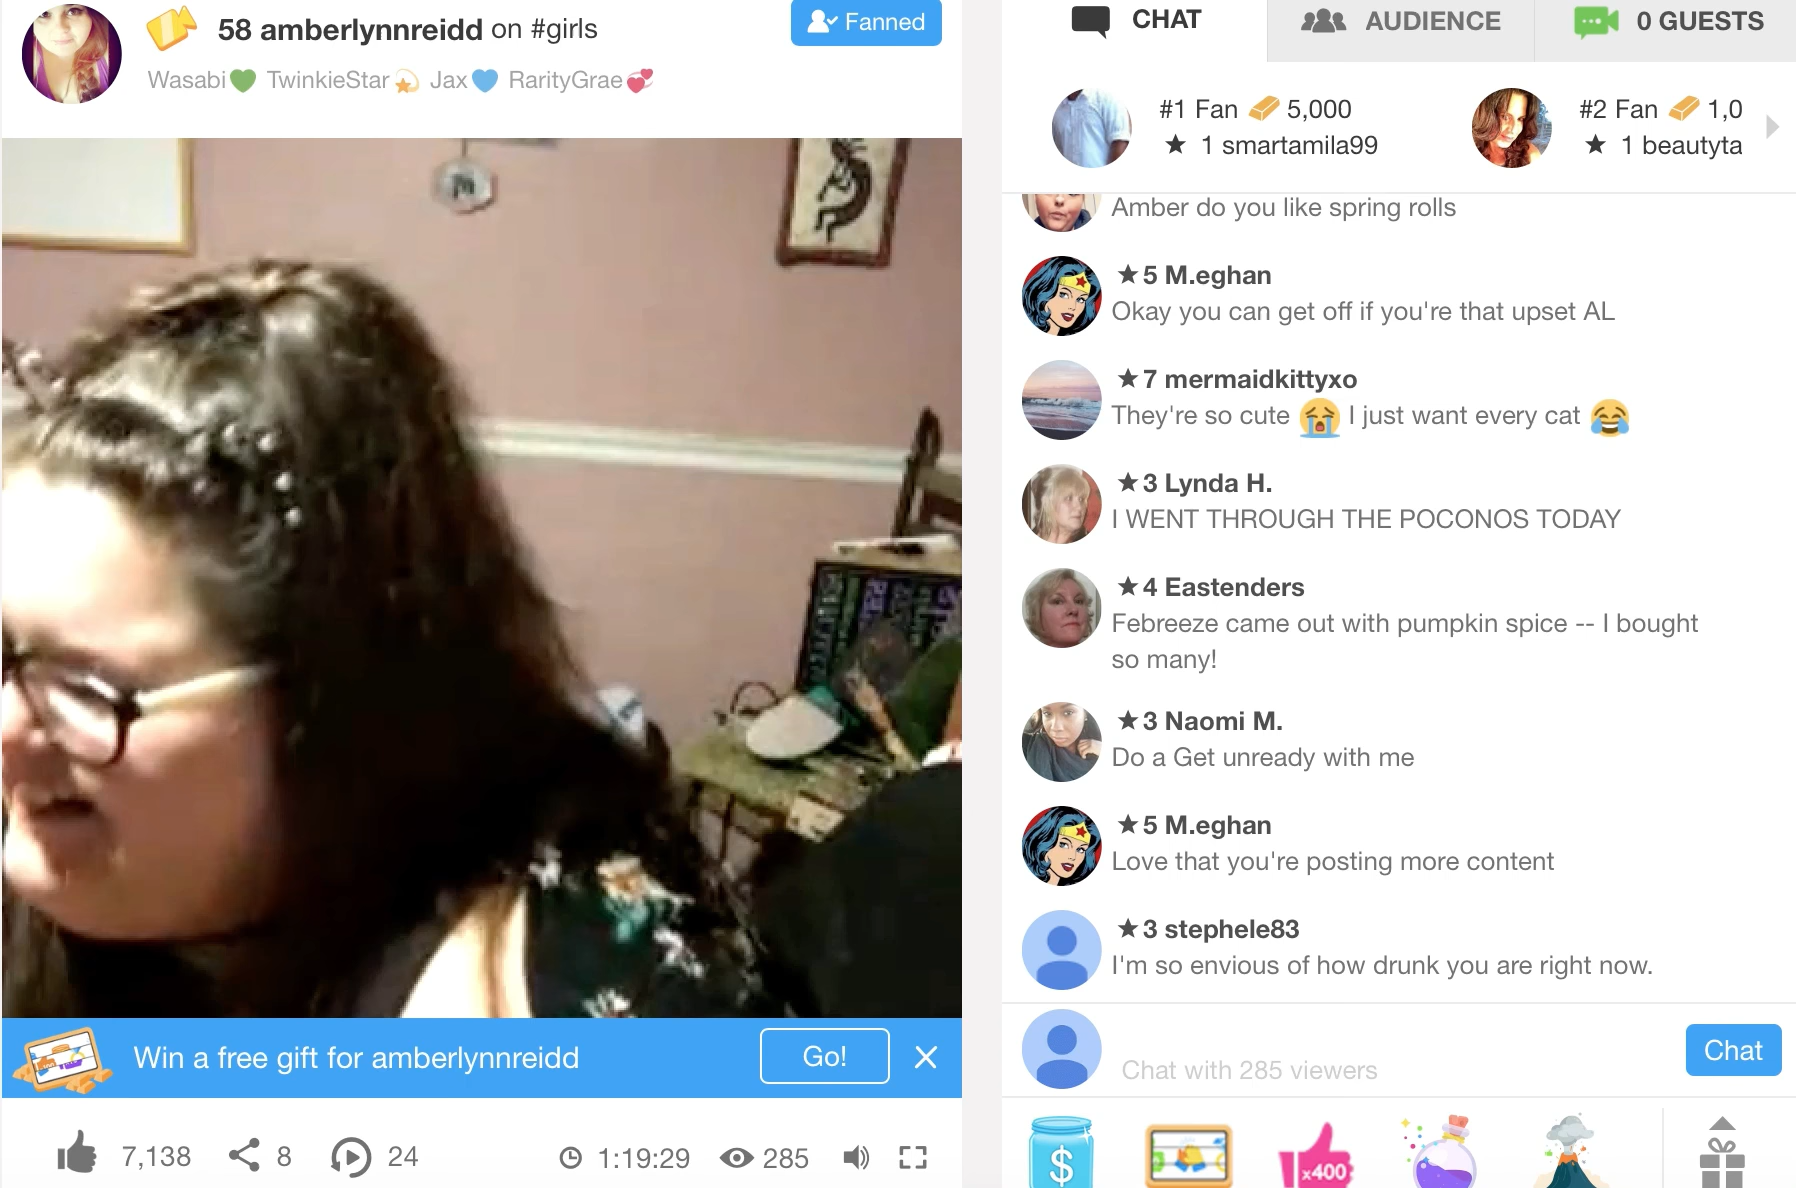 58 amberlynnreidd on #girls
Wasabi💚 TwinkieStar💫 Jax💙 RarityGrae💞
Fanned
Win a free gift for amberlynnreidd
Go!
7,138
8
24
1:19:29
285
CHAT
AUDIENCE
0 GUESTS
#1 Fan 5,000
★ 1 smartamila99
#2 Fan 1,0
★ 1 beautyta
Amber do you like spring rolls
★5 M.eghan
Okay you can get off if you're that upset AL
★7 mermaidkittyxo
They're so cute 😭 I just want every cat 😂
★3 Lynda H.
I WENT THROUGH THE POCONOS TODAY
★4 Eastenders
Febreeze came out with pumpkin spice -- I bought
so many!
★3 Naomi M.
Do a Get unready with me
★5 M.eghan
Love that you're posting more content
★3 stephele83
I'm so envious of how drunk you are right now.
Chat with 285 viewers
Chat
$
x400